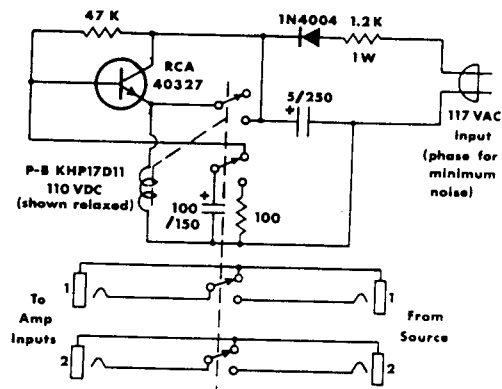 47 K
1N4004
1.2K
1W
RCA
40327
5/250
+
117 VAC
input
(phase for
minimum
noise)
P-B KHP17D11
110 VDC
(shown relaxed)
+
100
/150
100
To
Amp
Inputs
1
2
From
Source
1
2